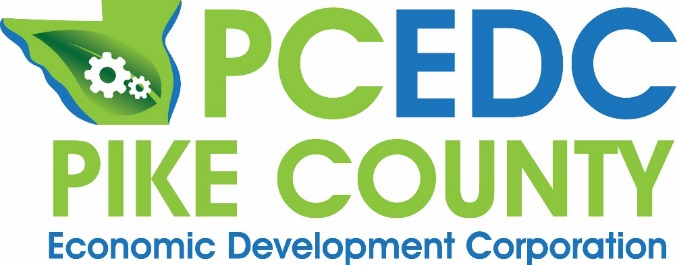 PCEDC
PIKE COUNTY
Economic Development Corporation